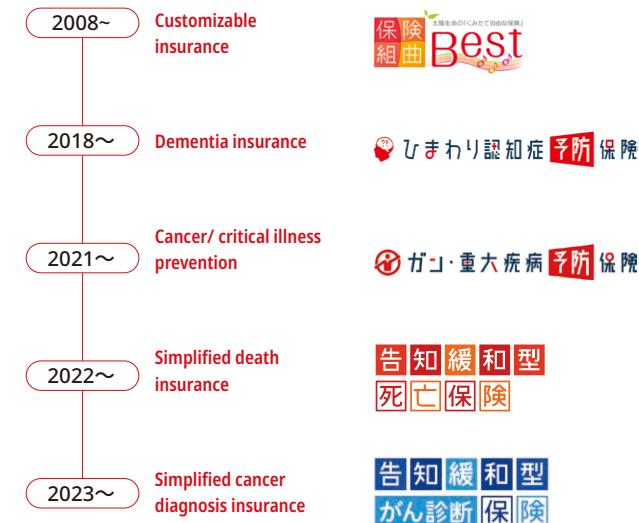 2008~
Customizable
insurance
太陽生命の「くみたて自由な保険」
保険
組曲
Best
2018〜
Dementia insurance
ひまわり認知症予防保険
2021〜
Cancer/ critical illness
prevention
ガン・重大疾病予防保険
2022〜
Simplified death
insurance
告知緩和型
死亡保険
2023〜
Simplified cancer
diagnosis insurance
告知緩和型
がん診断保険